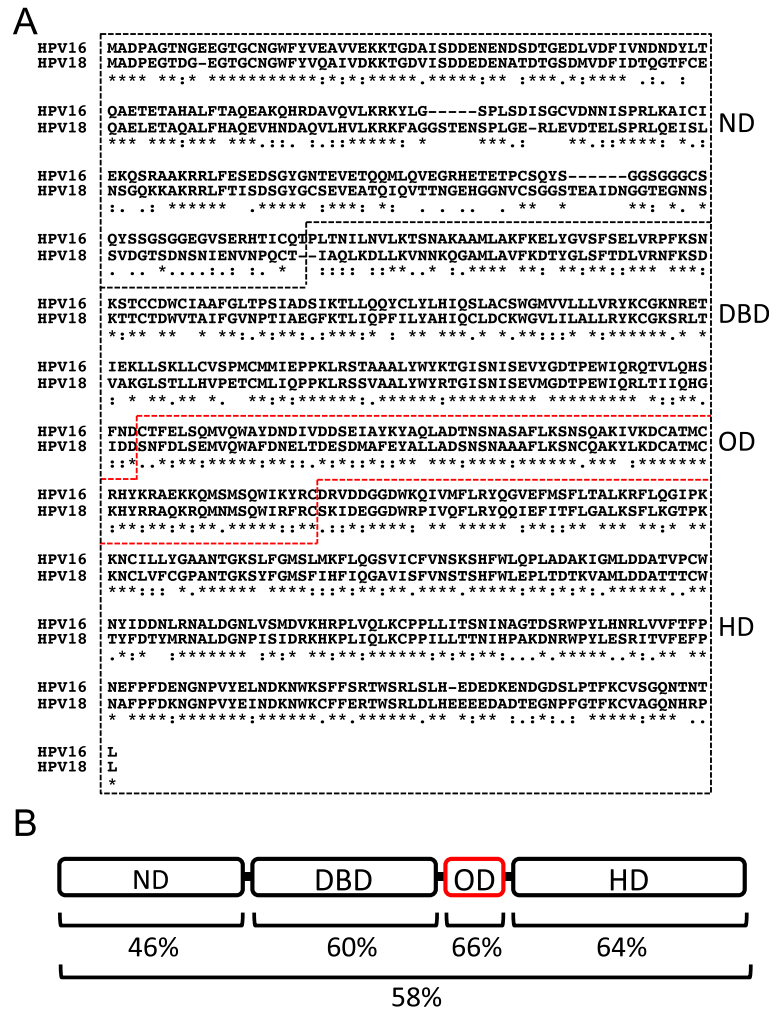 A
HPV16 MADPAGTNGEEGTGCNGWFYVEAVVEKKTGDAISDDENENDSDTGEDLVDFIVNDNDYLT
HPV18 MADPEGTDG-EGTGCNGWFYVQAIVDKKTGDVISDDEDENATDTGSDMVDFIDTQGTFCE
**** **:* ***********:*:*:*****.*****:** :***.*:**** .:. :
HPV16 QAETETAHALFTAQEAKQHRDAVQVLKRKYLG-----SPLSDISGCVDNNISPRLKAICI
HPV18 QAELETAQALFHAQEVHNDAQVLHVLKRKFAGGSTENSPLGE-RLEVDTELSPRLQEISL
ND
*** ***:*** ***.::. :.::*****: * ***.: **.::****: *.:
HPV16 EKQSRAAKRRLFESEDSGYGNTEVETQQMLQVEGRHETETPCSQYS------GGSGGGCS
HPV18 NSGQKKAKRRLFTISDSGYGCSEVEATQIQVTTNGEHGGNVCSGGSTEAIDNGGTEGNNS
:. .: ****** .***** :***: *: . . .. . ** * **: *. *
HPV16 QYSSGSGGEGVSERHTICQTPLTNILNVLKTSNAKAAMLAKFKELYGVSFSELVRPFKSN
HPV18 SVDGTSDNSNIENVNPQCT--IAQLKDLLKVNNKQGAMLAVFKDTYGLSFTDLVRNFKSD
. .. *. ..:.: : * ::: ::**..* :.**** **: **:**::*** ***:
HPV16 KSTCCDWCIAAFGLTPSIADSIKTLLQQYCLYLHIQSLACSWGMVVLLLVRYKCGKNRET
HPV18 KTTCTDWVTAIFGVNPTIAEGFKTLIQPFILYAHIQCLDCKWGVLILALLRYKCGKSRLT
DBD
*:** ** * **:.*:**:.:***:* : ** ***.* *.**:::* *:******.* *
HPV16 IEKLLSKLLCVSPMCMMIEPPKLRSTAAALYWYKTGISNISEVYGDTPEWIQRQTVLQHS
HPV18 VAKGLSTLLHVPETCMLIQPPKLRSSVAALYWYRTGISNISEVMGDTPEWIQRLTIIQHG
: * **.** * **:*:******:.******:********* ********* *::**.
HPV16 FNDCTFELSQMVQWAYDNDIVDDSEIAYKYAQLADTNSNASAFLKSNSQAKIVKDCATMC
HPV18 IDDSNFDLSEMVQWAFDNELTDESDMAFEYALLADSNSNAAAFLKSNCQAKYLKDCATMC
OD
::*..*:**:*****:**::.*:*::*::** ***:****:******.*** :*******
HPV16 RHYKRAEKKQMSMSQWIKYRCDRVDDGGDWKQIVMFLRYQGVEFMSFLTALKRFLQGIPK
HPV18 KHYRRAQKRQMNMSQWIRFRCSKIDEGGDWRPIVQFLRYQQIEFITFLGALKSFLKGTPK
:**:**:*:**.*****::**.::*:****: ** ***** :**::** *** **:* **
HPV16 KNCILLYGAANTGKSLFGMSLMKFLQGSVICFVNSKSHFWLQPLADAKIGMLDDATVPCW
HPV18 KNCLVFCGPANTGKSYFGMSFIHFIQGAVISFVNSTSHFWLEPLTDTKVAMLDDATTTCW
***::: *.****** ****:::*:**:**.****.*****:**:*:*:.******. **
HPV16 NYIDDNLRNALDGNLVSMDVKHRPLVQLKCPPLLITSNINAGTDSRWPYLHNRLVVFTFP
HPV18 TYFDTYMRNALDGNPISIDRKHKPLIQLKCPPILLTTNIHPAKDNRWPYLESRITVFEFP
HD
.*:* :******* :*:* **:**:******:*:*:**:...*.*****..*:.** **
HPV16 NEFPFDENGNPVYELNDKNWKSFFSRTWSRLSLH-EDEDKENDGDSLPTFKCVSGQNTNT
HPV18 NAFPFDKNGNPVYEINDKNWKCFFERTWSRLDLHEEEEDADTEGNPFGTFKCVAGQNHRP
* ****:*******:******.**.******.** *:** :.:*:.: *****:*** ..
HPV16 L
HPV18 L
*
B
ND DBD OD HD
46% 60% 66% 64%
58%